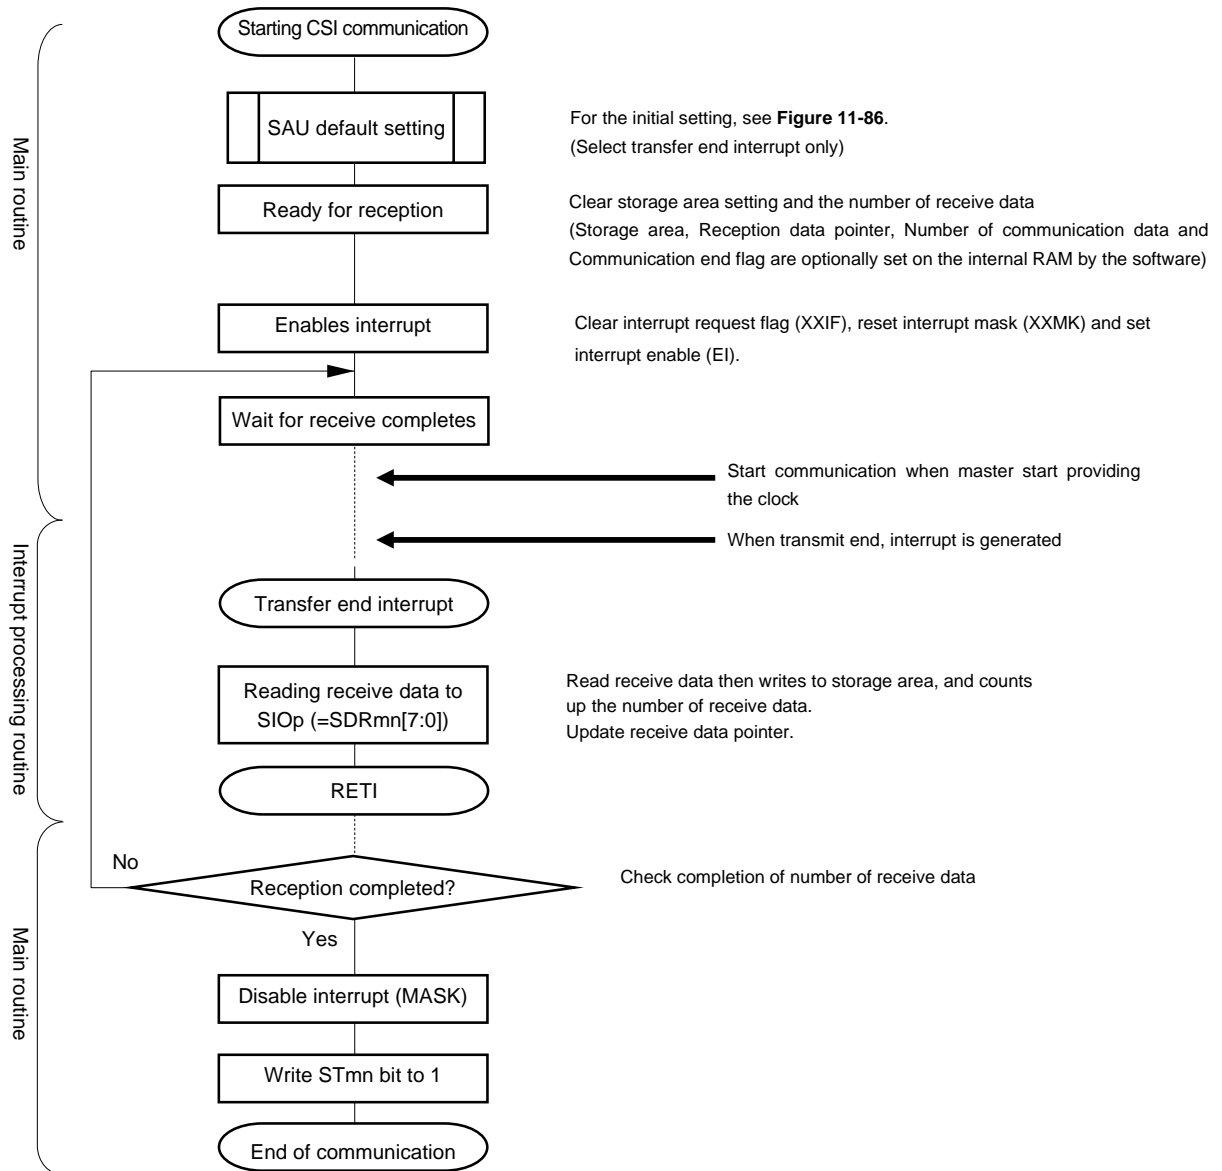 Starting CSI communication
Main routine
SAU default setting
For the initial setting, see Figure 11-86.
(Select transfer end interrupt only)
Ready for reception
Clear storage area setting and the number of receive data
(Storage area, Reception data pointer, Number of communication data and
Communication end flag are optionally set on the internal RAM by the software)
Enables interrupt
Clear interrupt request flag (XXIF), reset interrupt mask (XXMK) and set
interrupt enable (EI).
Wait for receive completes
Start communication when master start providing
the clock
When transmit end, interrupt is generated
Interrupt processing routine
Transfer end interrupt
Reading receive data to
SIOp (=SDRmn[7:0])
Read receive data then writes to storage area, and counts
up the number of receive data.
Update receive data pointer.
RETI
Main routine
No
Reception completed?
Check completion of number of receive data
Yes
Disable interrupt (MASK)
Write STmn bit to 1
End of communication